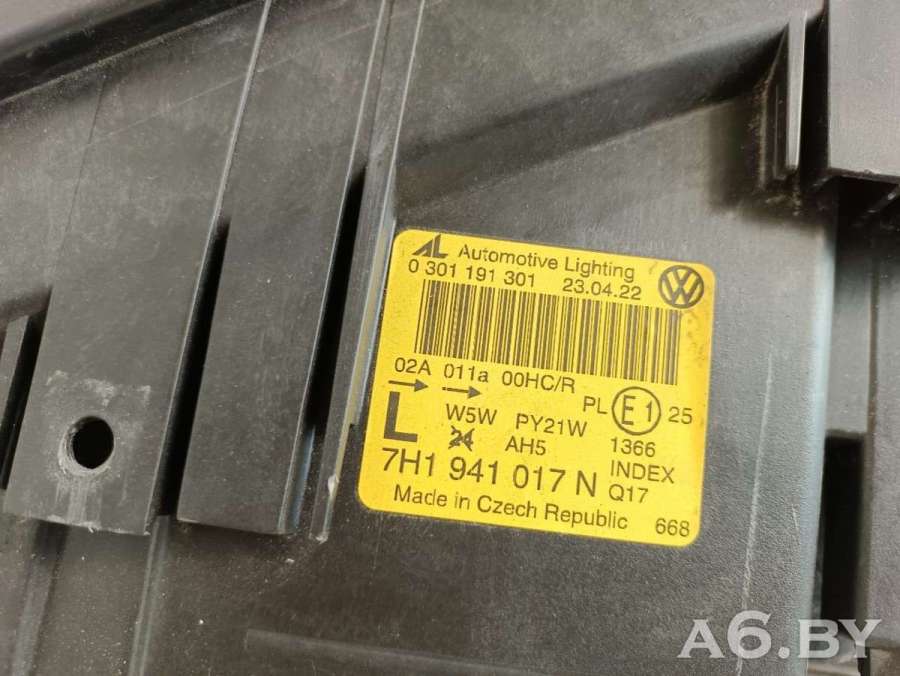 AL Automotive Lighting
0 301 191 301 23.04.22
02A 011a 00HC/R
L W5W PY21W PL E1 25
24 AH5 1366
7H1 941 017 N INDEX
Q17
Made in Czech Republic 668
A6.BY